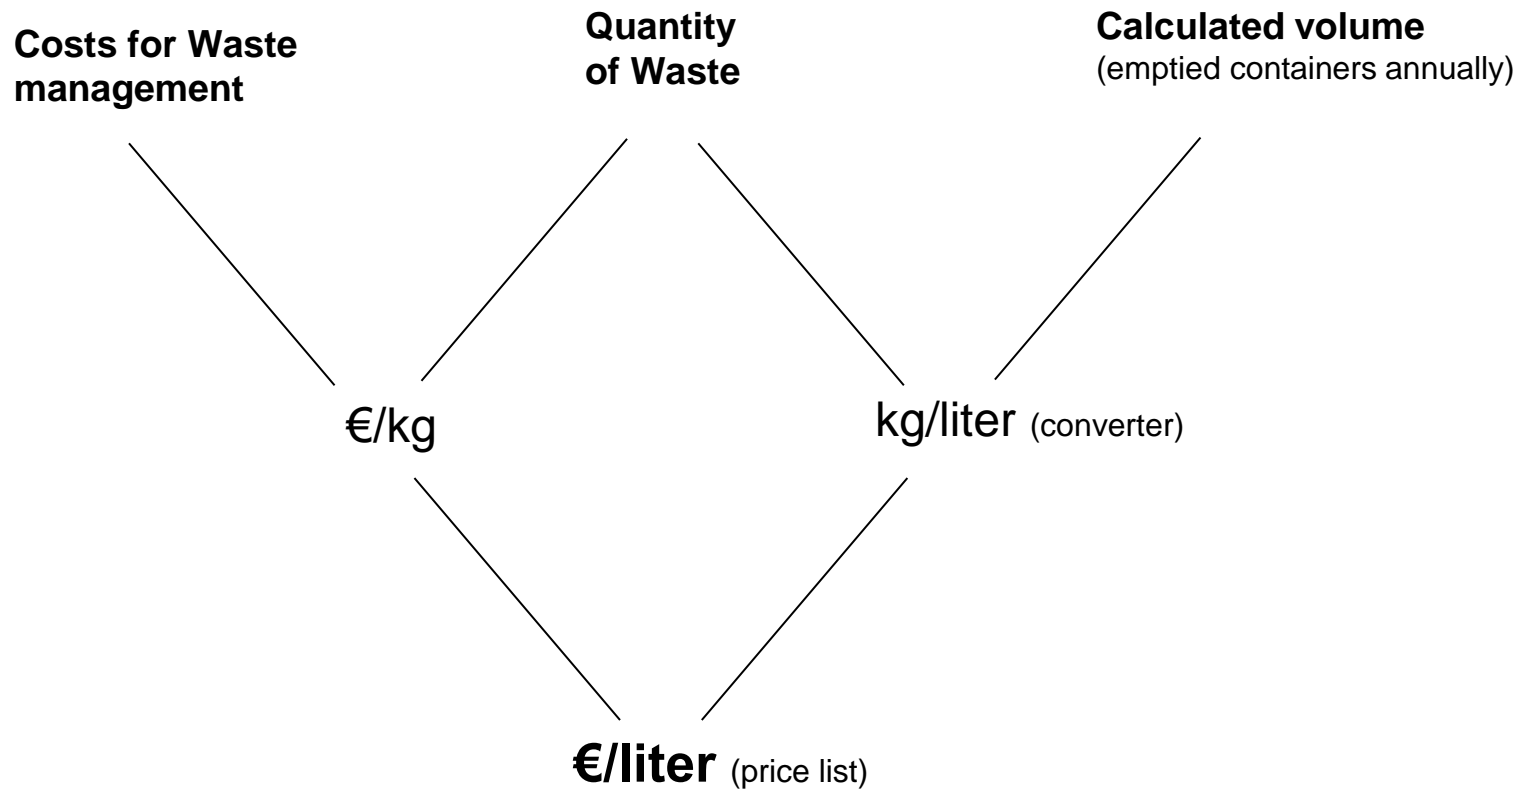 Costs for Waste
management
Quantity
of Waste
Calculated volume
(emptied containers annually)
€/kg
kg/liter (converter)
€/liter (price list)